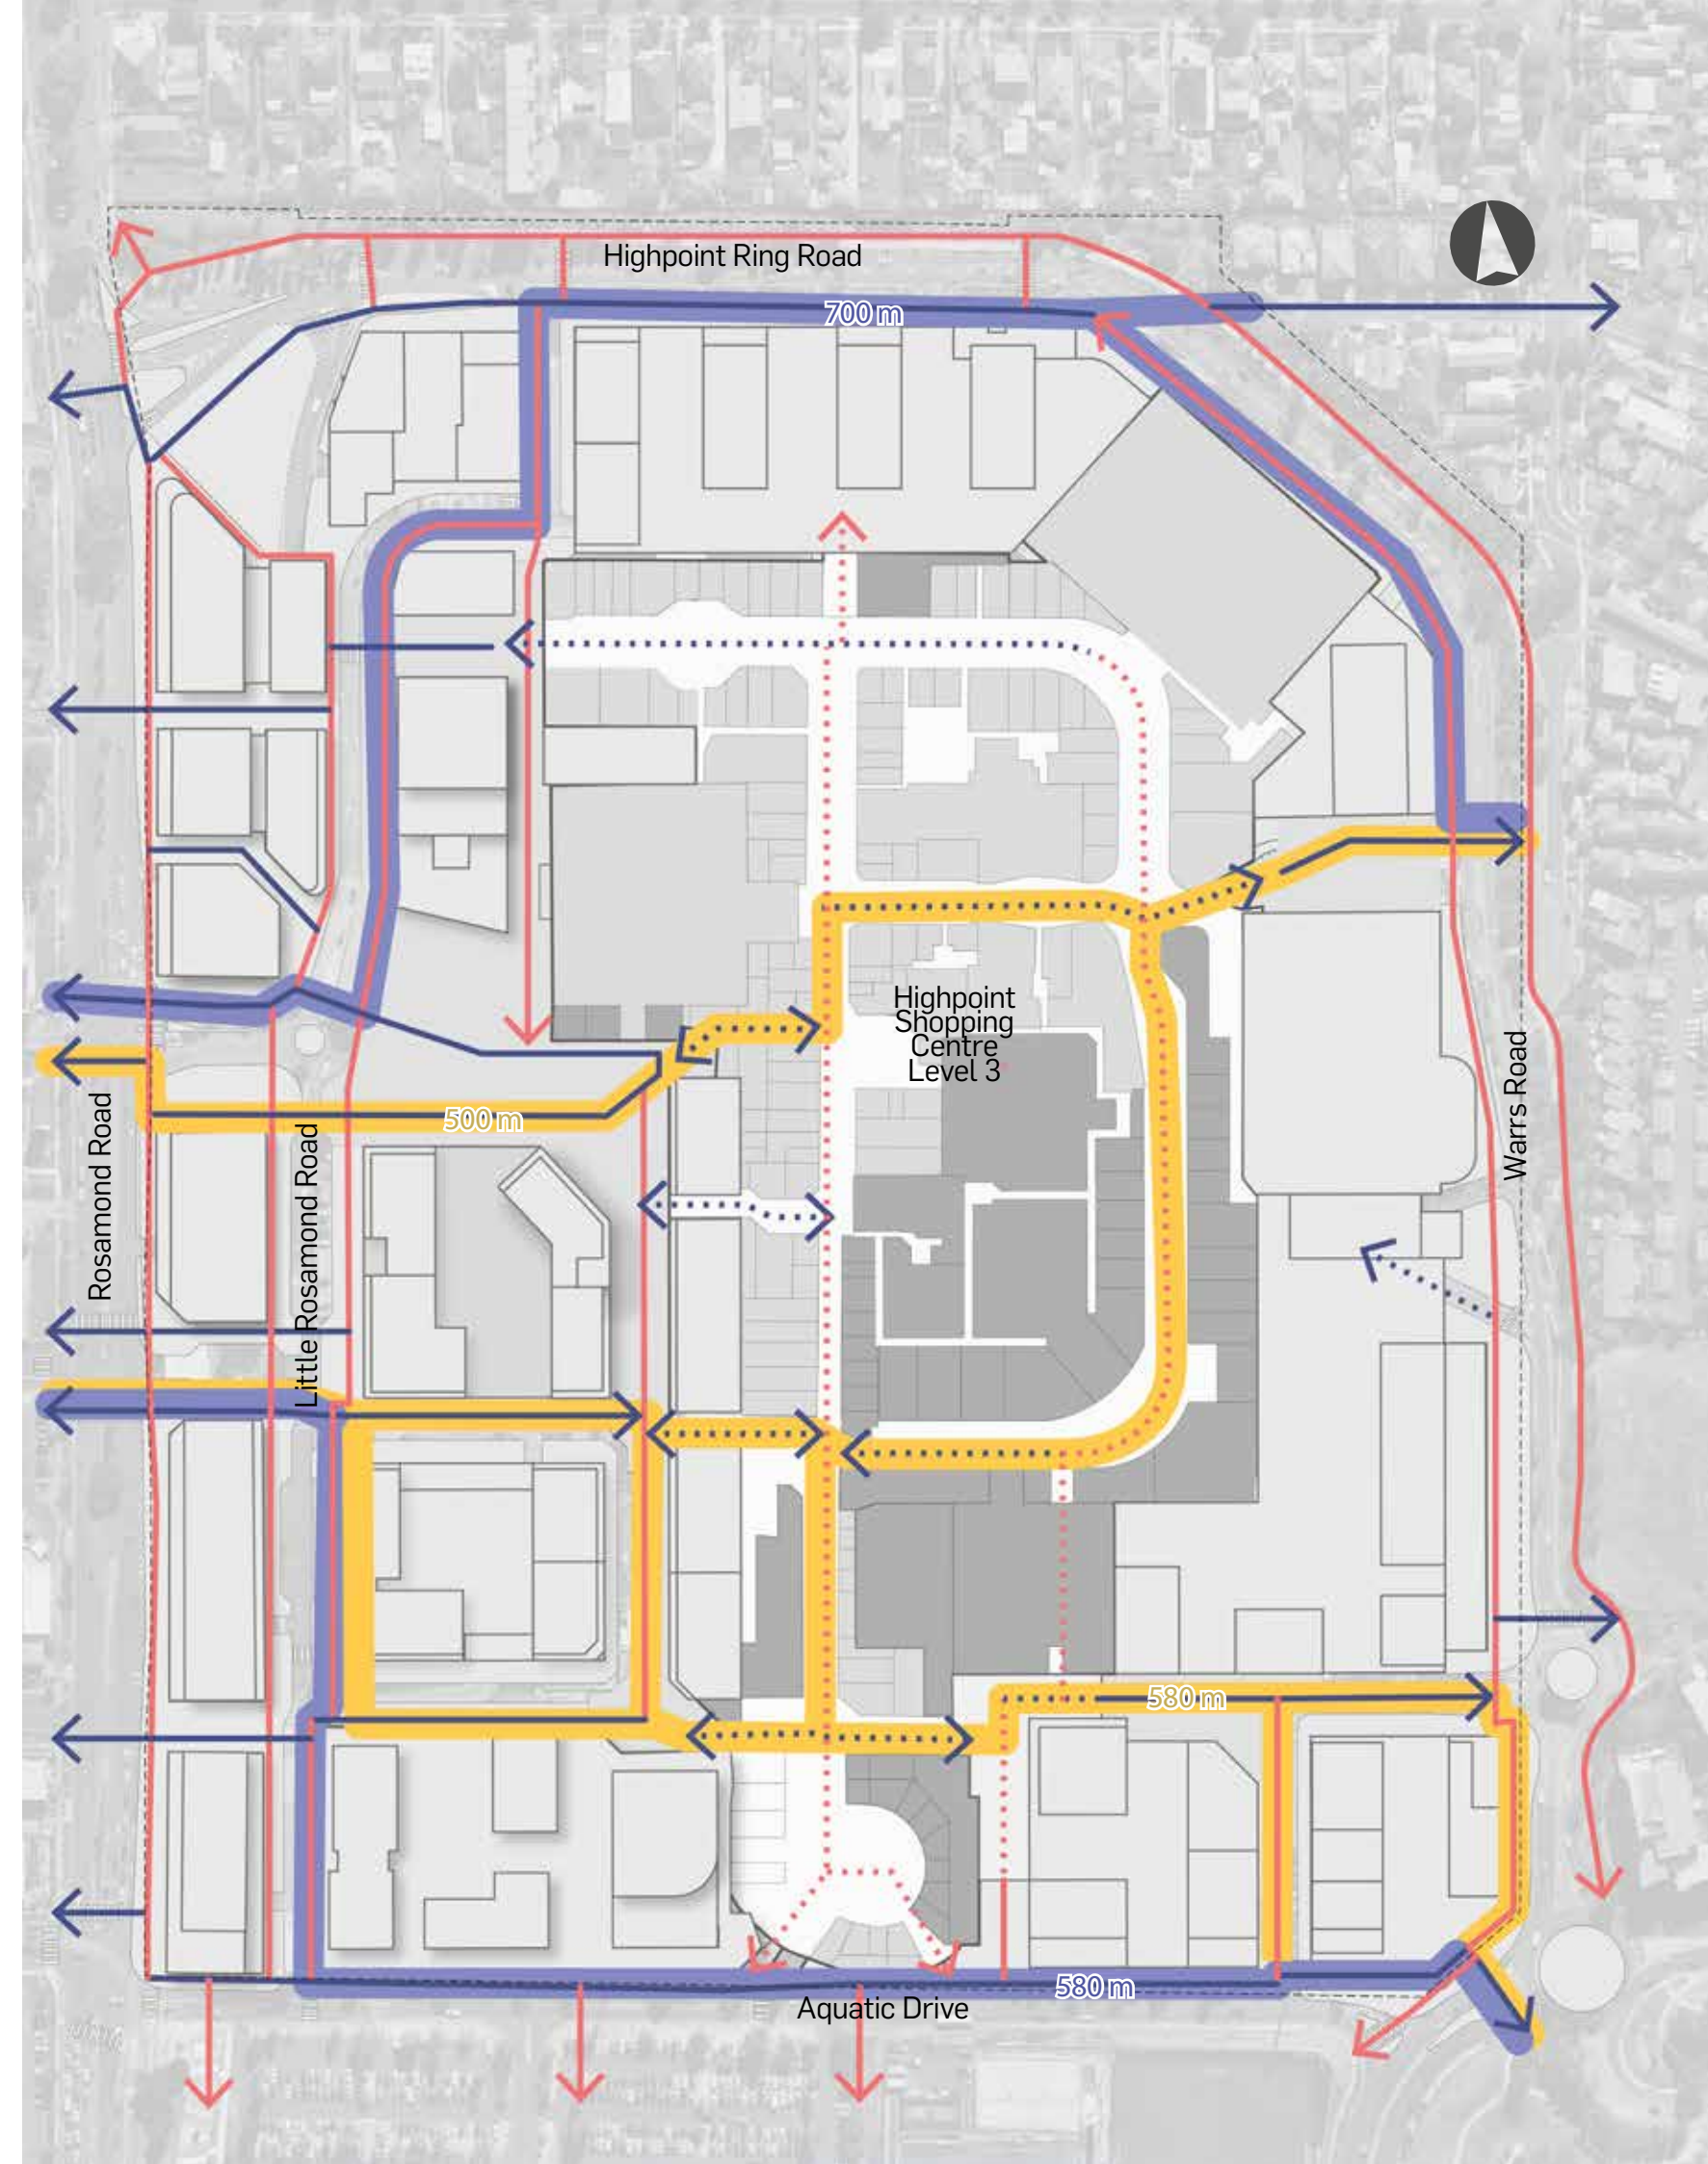 Highpoint Ring Road
700 m
Highpoint
Shopping
Centre
Level 3
Rosamond Road
Little Rosamond Road
500 m
Warrs Road
580 m
580 m
Aquatic Drive